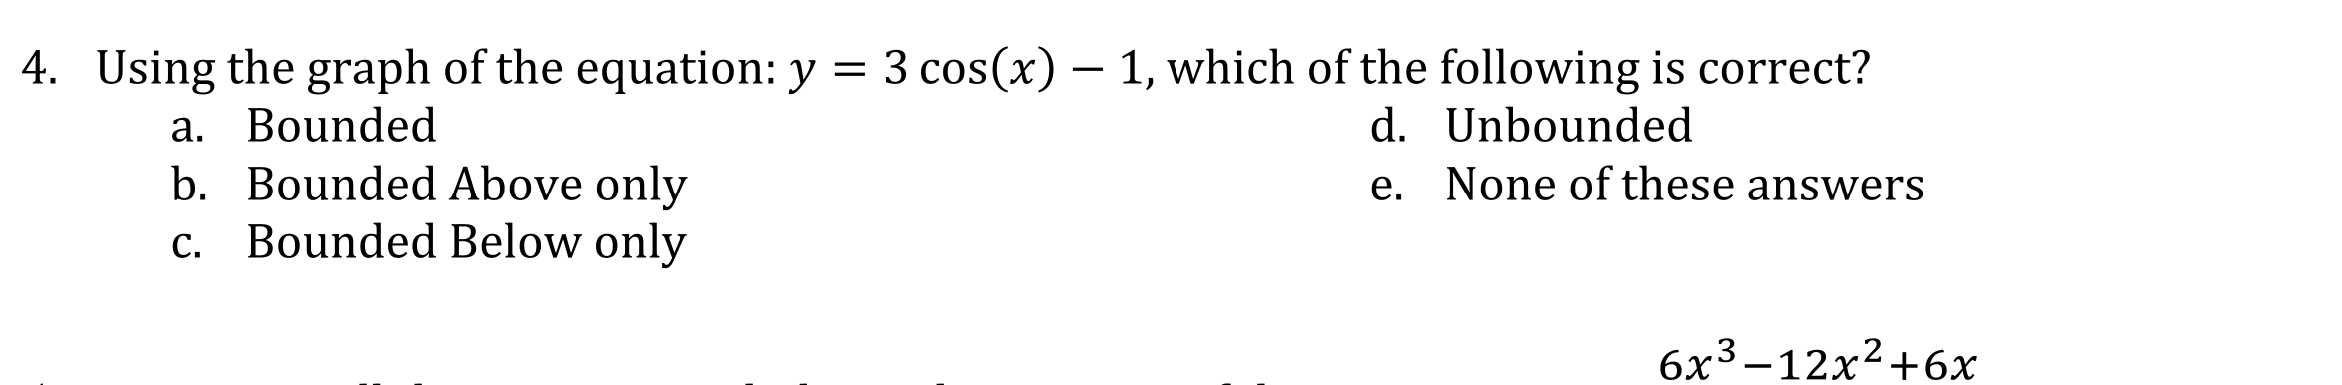 4. Using the graph of the equation: y = 3 cos(x) − 1, which of the following is correct?
a. Bounded
b. Bounded Above only
c. Bounded Below only
d. Unbounded
e. None of these answers
6x³−12x²+6x